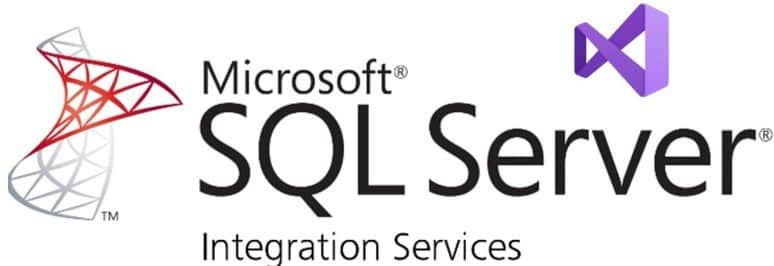 Microsoft®
SQL Server®
TM
Integration Services